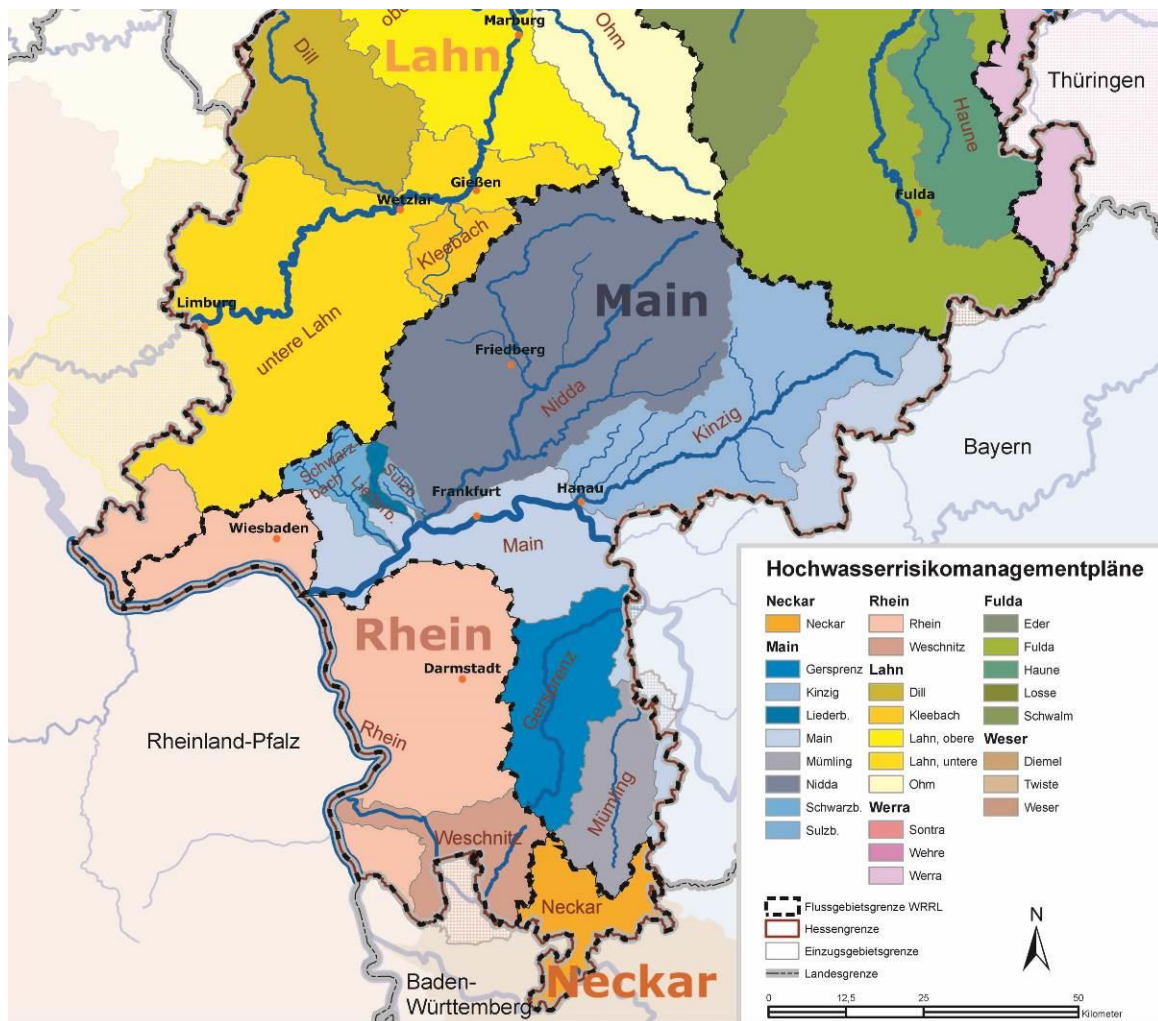 Marburg
Ohm
Dill
Lahn
Thüringen
Haune
Gießen
Wetzlar
Fulda
Kleebach
Limburg
Main
untere Lahn
Friedberg
Nidda
Kinzig
Bayern
Schwarz-
bach
Liederb.
Sulzb.
Frankfurt
Hanau
Wiesbaden
Main
Rhein
Darmstadt
Gersprenz
Rheinland-Pfalz
Rhein
Mümling
Weschnitz
Neckar
Neckar
Baden-
Württemberg
Hochwasserrisikomanagementpläne
Neckar
Neckar
Main
Gersprenz
Kinzig
Liederb.
Main
Mümling
Nidda
Schwarzb.
Sulzb.
Rhein
Rhein
Weschnitz
Lahn
Dill
Kleebach
Lahn, obere
Lahn, untere
Ohm
Werra
Sontra
Wehre
Werra
Fulda
Eder
Fulda
Haune
Losse
Schwalm
Weser
Diemel
Twiste
Weser
Flussgebietsgrenze WRRL
Hessengrenze
Einzugsgebietsgrenze
Landesgrenze
N
0 12,5 25 50
Kilometer